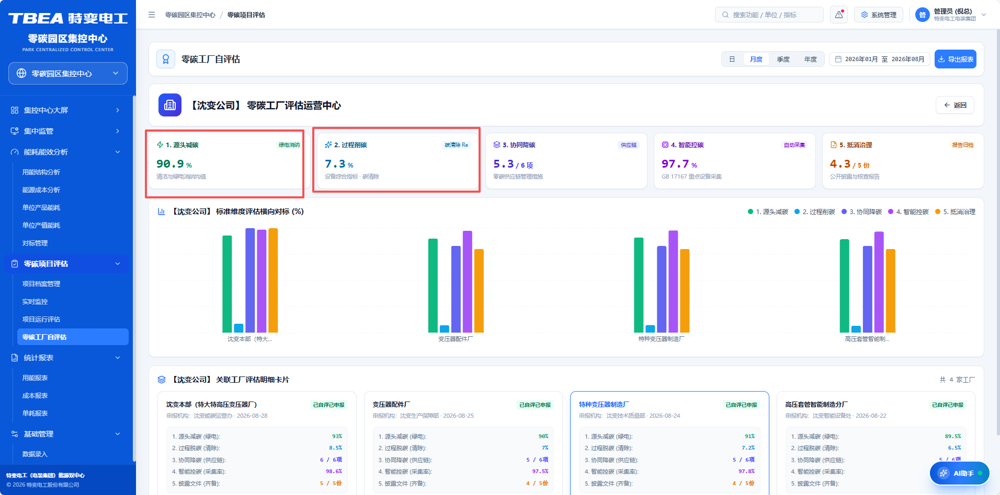 TBEA 特变电工
零碳园区集控中心
PARK CENTRALIZED CONTROL CENTER
零碳园区集控中心
集控中心大屏
集中监管
能耗能效分析
用能结构分析
能源成本分析
单位产品能耗
单位产值能耗
对标管理
零碳项目评估
项目档案管理
实时监控
项目运行评估
零碳工厂自评估
统计报表
用能报表
成本报表
单耗报表
基础管理
数据录入
特变电工（电装集团）能源双中心
© 2026 特变电工股份有限公司
零碳园区集控中心 / 零碳项目评估
搜索功能 / 单位 / 指标
系统管理
管
管理员 (倪总)
特变电工电装集团
零碳工厂自评估
日 月度 季度 年度
2026年01月 至 2026年08月
导出报表
【沈变公司】 零碳工厂评估运营中心
返回
1. 源头减碳 绿电消纳
90.9 %
清洁与绿电消纳均值
2. 过程削碳 碳清除 Re
7.3 %
设备综合指标 · 碳清除
3. 协同降碳 供应链
5.3 / 6 项
零碳供应链管理措施
4. 智能控碳 自动采集
97.7 %
GB 17167 重点设备采集
5. 抵消治理 报告归档
4.3 / 5 份
公开披露与核查报告
【沈变公司】 标准维度评估横向对标 (%)
1. 源头减碳 2. 过程削碳 3. 协同降碳 4. 智能控碳 5. 抵消治理
沈变本部（特大... 变压器配件厂 特种变压器制造厂 高压套管智能制...
【沈变公司】 关联工厂评估明细卡片
共 4 家工厂
沈变本部（特大特高压变压器厂） 已自评已申报
申报机构：沈变能碳运营办 · 2026-08-28
1. 源头减碳 (绿电): 93%
2. 过程脱碳 (清除): 8.5%
3. 协同降碳 (供应链): 6 / 6项
4. 智能控碳 (采集率): 98.6%
5. 披露文件 (齐备): 5 / 5份
变压器配件厂 已自评已申报
申报机构：沈变生产保障部 · 2026-08-25
1. 源头减碳 (绿电): 90%
2. 过程脱碳 (清除): 7%
3. 协同降碳 (供应链): 5 / 6项
4. 智能控碳 (采集率): 97.5%
5. 披露文件 (齐备): 4 / 5份
特种变压器制造厂 已自评已申报
申报机构：沈变技术质量部 · 2026-08-24
1. 源头减碳 (绿电): 91%
2. 过程脱碳 (清除): 7.2%
3. 协同降碳 (供应链): 5 / 6项
4. 智能控碳 (采集率): 97.8%
5. 披露文件 (齐备): 4 / 5份
高压套管智能制造分厂 已自评已申报
申报机构：沈变智能设备处 · 2026-08-22
1. 源头减碳 (绿电): 89.5%
2. 过程脱碳 (清除): 6.5%
3. 协同降碳 (供应链): 5 / 6项
4. 智能控碳 (采集率):
5. 披露文件 (齐备):
AI助手